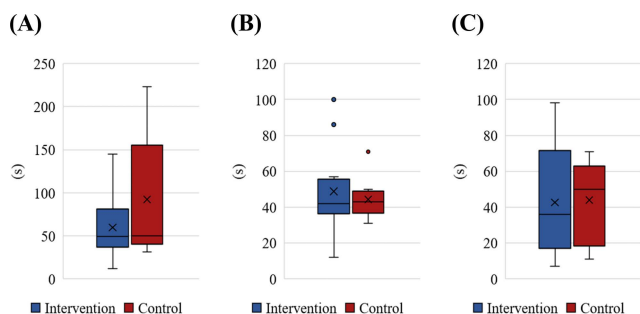 (A)
250
200
150
100
50
0
(s)
Intervention Control
(B)
120
100
80
60
40
20
0
(s)
Intervention Control
(C)
120
100
80
60
40
20
0
(s)
Intervention Control